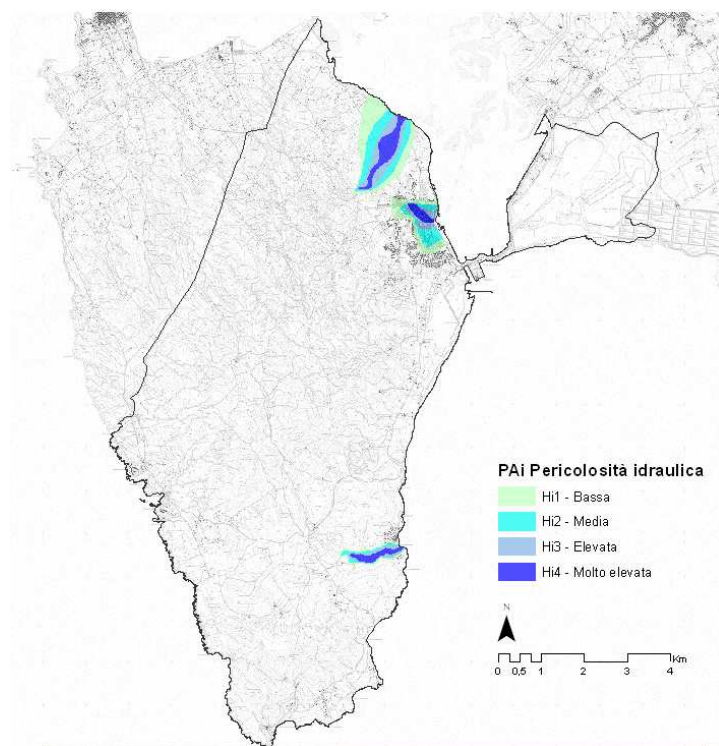 PAi Pericolosità idraulica
Hi1 - Bassa
Hi2 - Media
Hi3 - Elevata
Hi4 - Molto elevata
N
Km
0 0,5 1 2 3 4